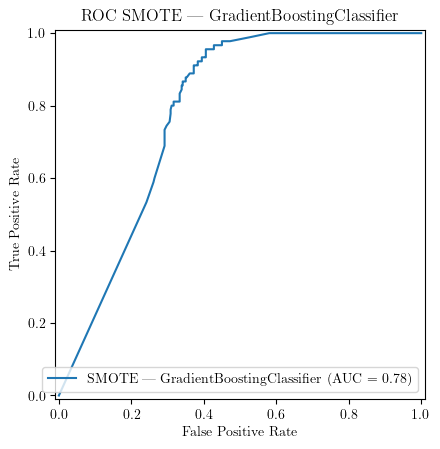 ROC SMOTE — GradientBoostingClassifier
1.0
0.8
0.6
0.4
0.2
0.0
True Positive Rate
SMOTE — GradientBoostingClassifier (AUC = 0.78)
0.0 0.2 0.4 0.6 0.8 1.0
False Positive Rate